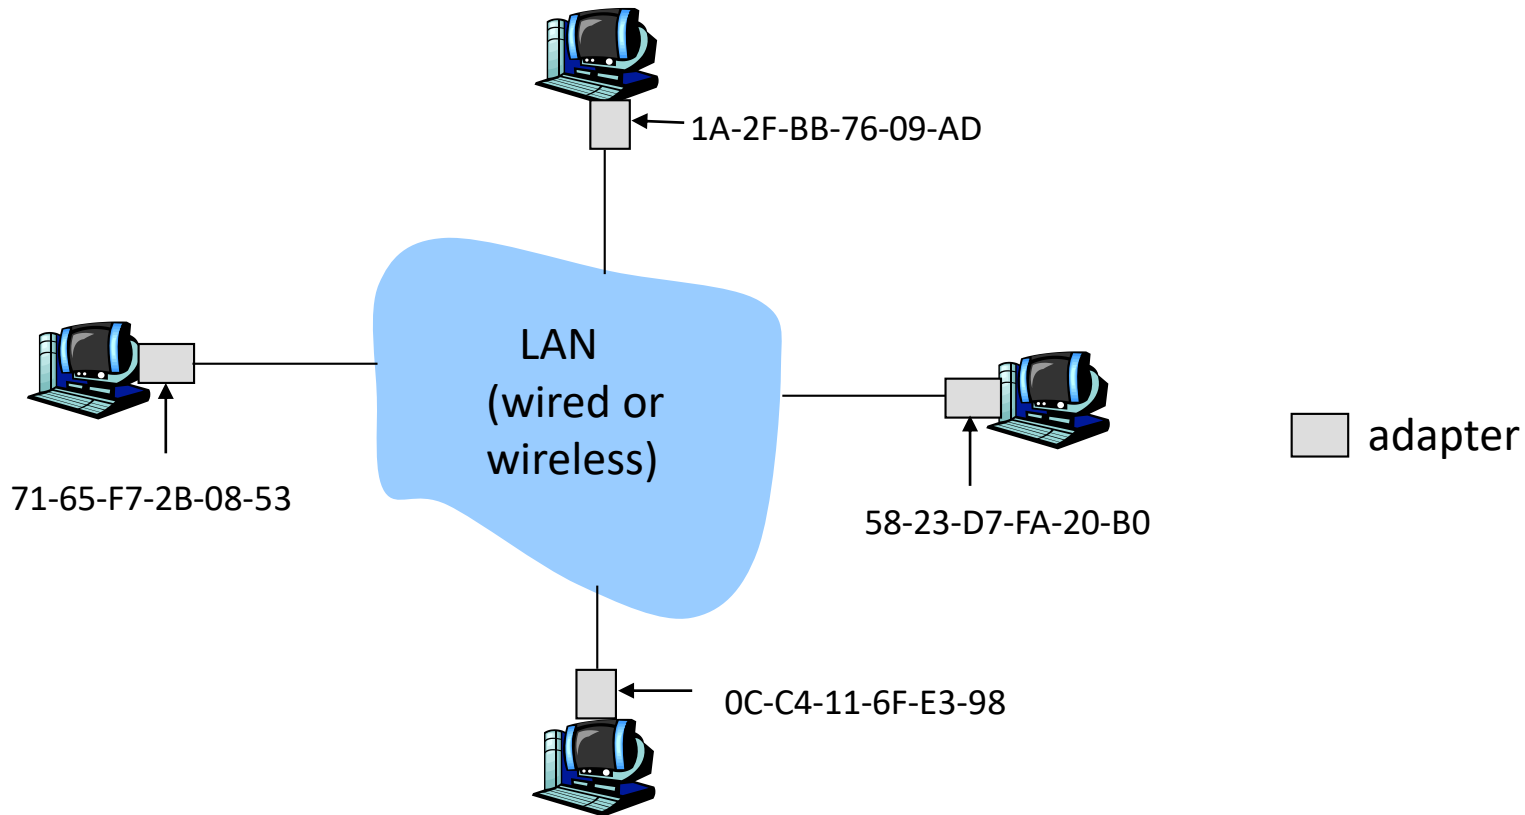 1A-2F-BB-76-09-AD
LAN
(wired or
wireless)
adapter
71-65-F7-2B-08-53
58-23-D7-FA-20-B0
0C-C4-11-6F-E3-98